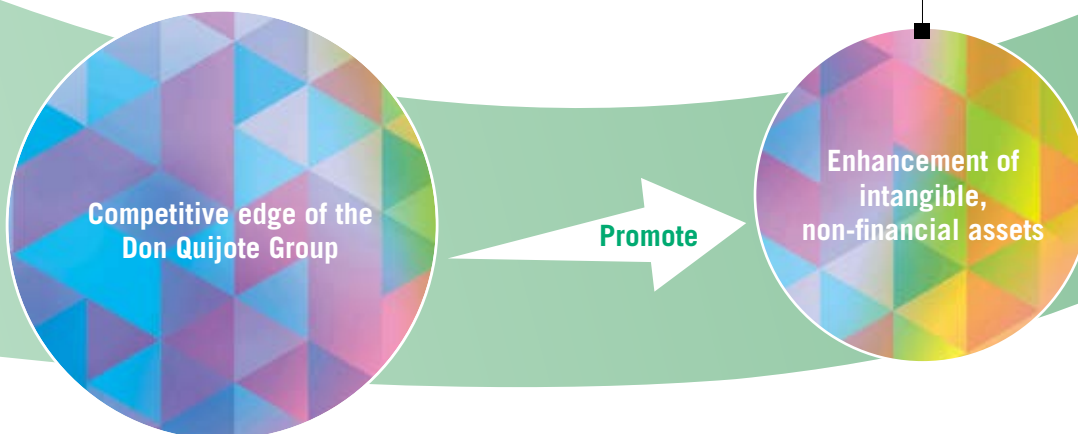 Competitive edge of the
Don Quijote Group
Promote
Enhancement of
intangible,
non-financial assets